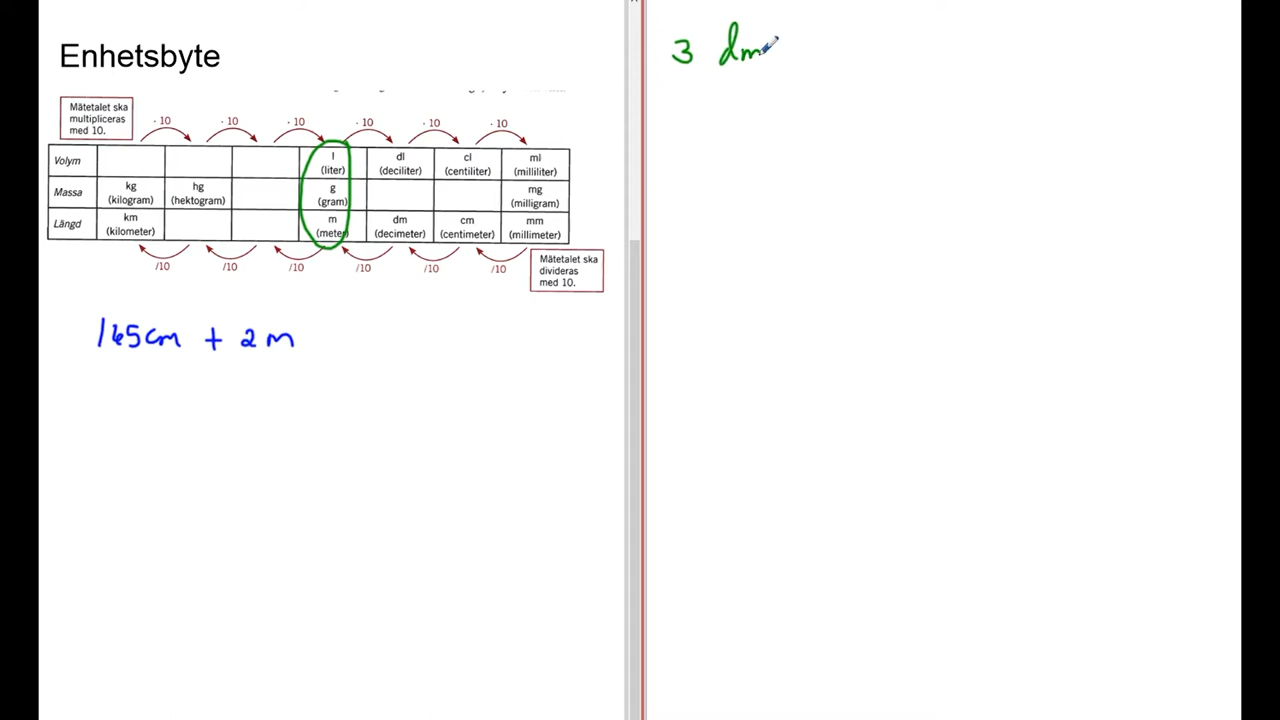 Enhetsbyte
Mätetalet ska
multipliceras
med 10.
· 10 · 10 · 10 · 10 · 10 · 10
Volym l (liter) dl (deciliter) cl (centiliter) ml (milliliter)
Massa kg (kilogram) hg (hektogram) g (gram) mg (milligram)
Längd km (kilometer) m (meter) dm (decimeter) cm (centimeter) mm (millimeter)
/10 /10 /10 /10 /10 /10
Mätetalet ska
divideras
med 10.
165cm + 2m
3 dm